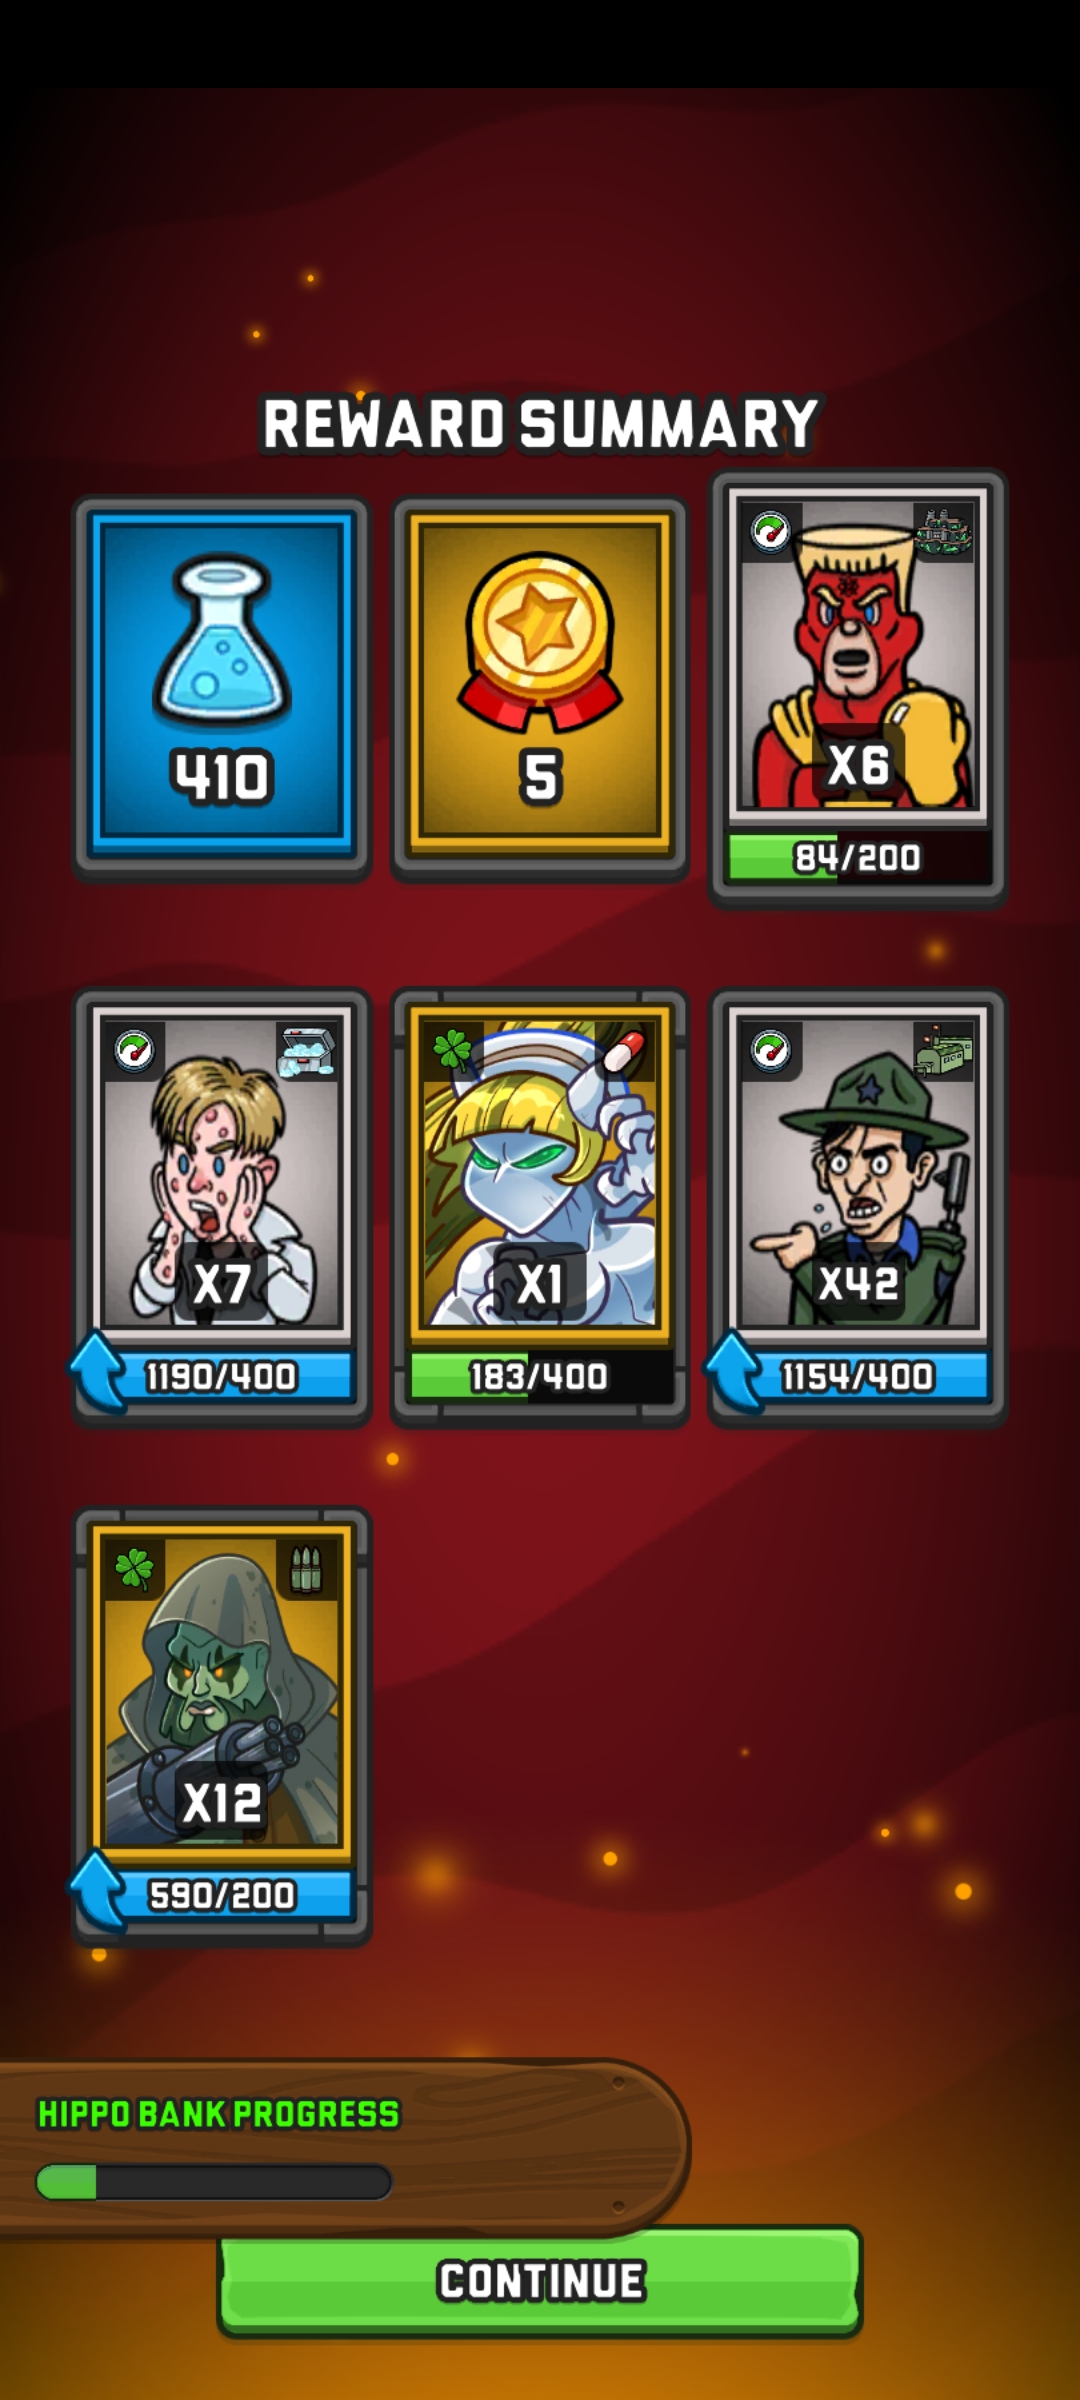 REWARD SUMMARY
410
5
X6
84/200
X7
1190/400
X1
183/400
X42
1154/400
X12
590/200
HIPPO BANK PROGRESS
CONTINUE